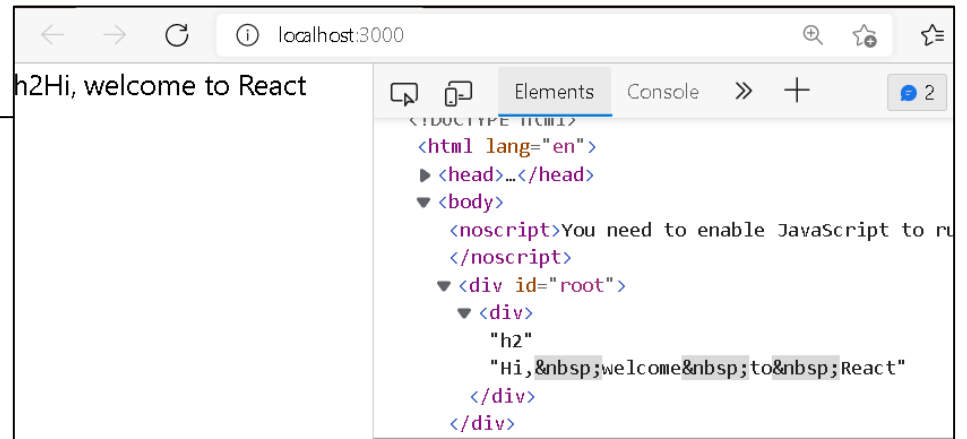 localhost:3000
h2Hi, welcome to React
Elements Console » + 2
<!DOCTYPE html>
<html lang="en">
<head>…</head>
<body>
<noscript>You need to enable JavaScript to ru
</noscript>
<div id="root">
<div>
"h2"
"Hi,&nbsp;welcome&nbsp;to&nbsp;React"
</div>
</div>